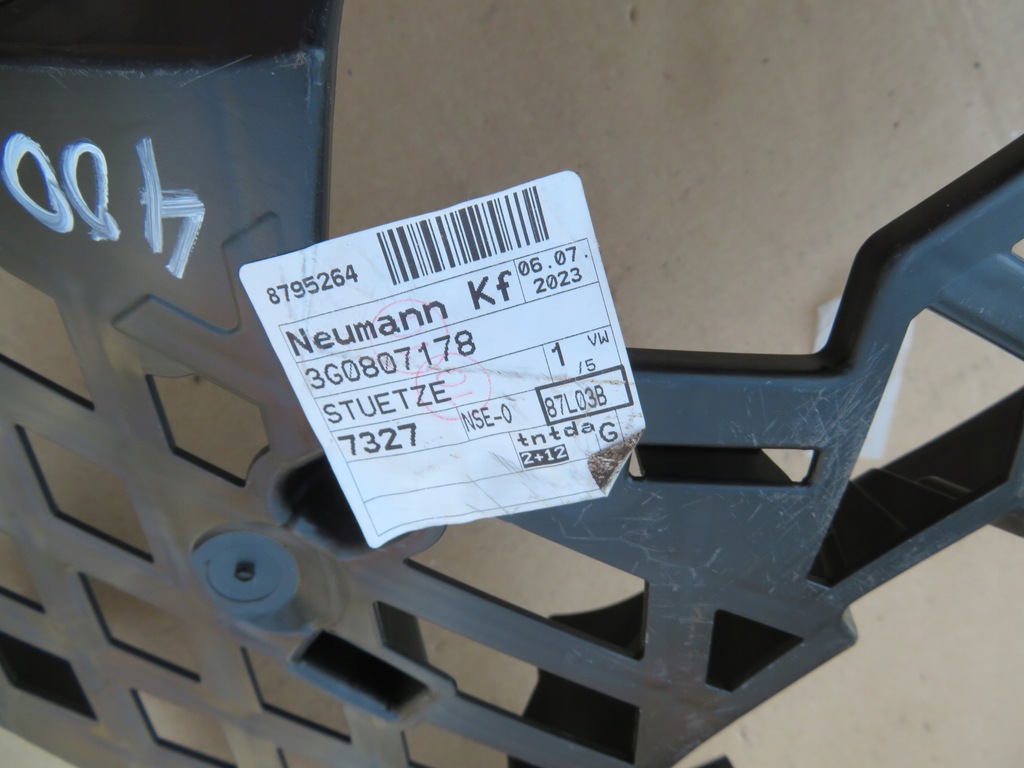 400
8795264
Neumann Kf 06.07.
2023
3G0807178
1 VW
/5
STUETZE
NSE-0 87L03B
7327
tntda G
2+12